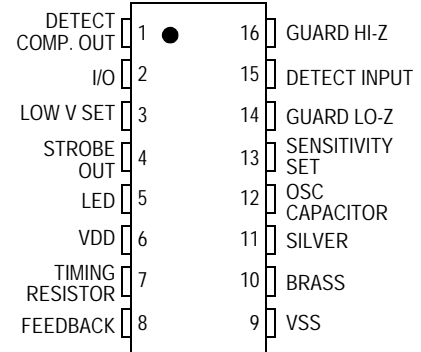 DETECT
COMP. OUT
1
16
GUARD HI-Z
I/O
2
15
DETECT INPUT
LOW V SET
3
14
GUARD LO-Z
STROBE
OUT
4
13
SENSITIVITY
SET
LED
5
12
OSC
CAPACITOR
VDD
6
11
SILVER
TIMING
RESISTOR
7
10
BRASS
FEEDBACK
8
9
VSS